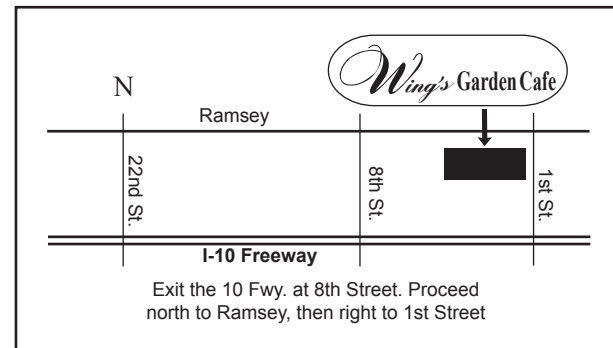 Wing's Garden Cafe
N
Ramsey
22nd St.
8th St.
1st St.
I-10 Freeway
Exit the 10 Fwy. at 8th Street. Proceed
north to Ramsey, then right to 1st Street